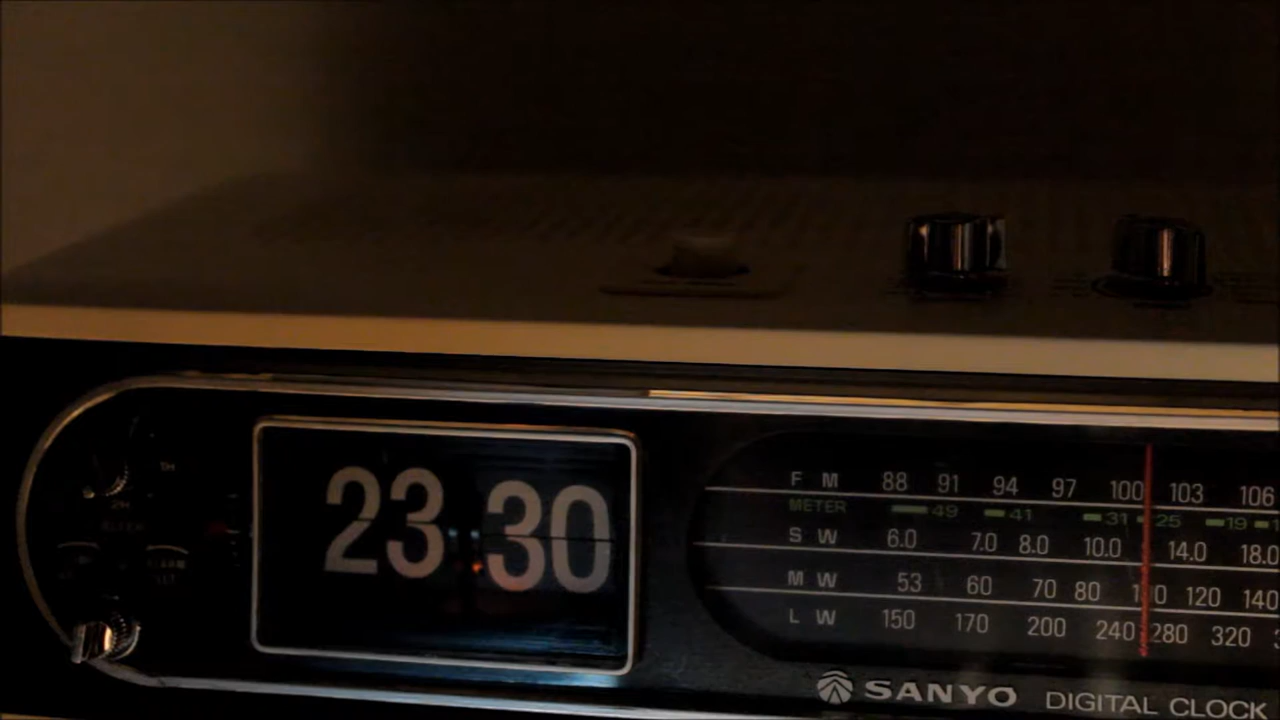 23 30
F M 88 91 94 97 100 103 106
METER 49 41 31 25 19
S W 6.0 7.0 8.0 10.0 14.0 18.0
M W 53 60 70 80 120 140
L W 150 170 200 240 280 320
SANYO DIGITAL CLOCK